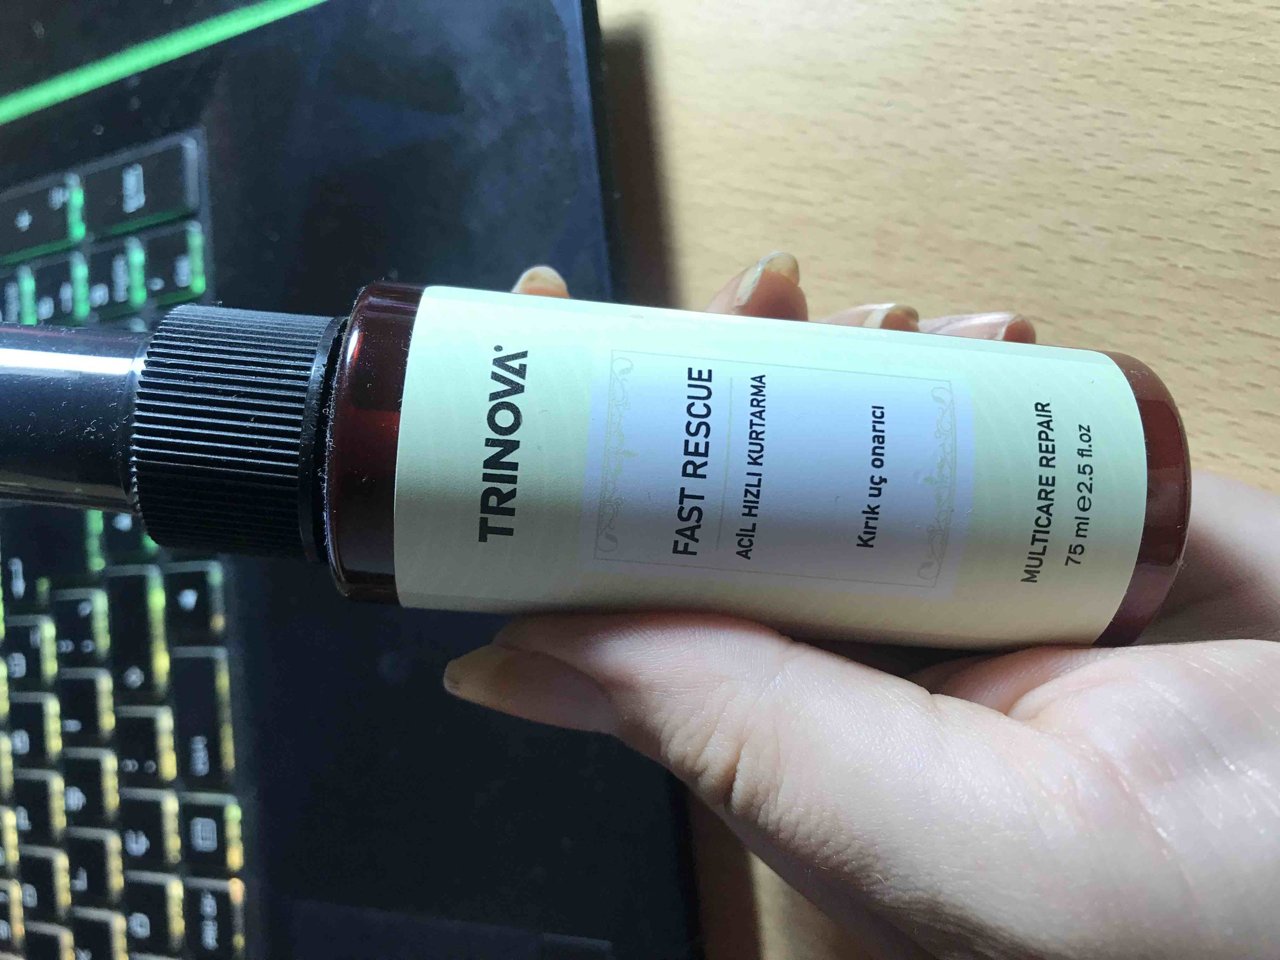 TRINOVA
FAST RESCUE
ACİL HIZLI KURTARMA
Kırık uç onarıcı
MULTICARE REPAIR
75 ml ℮2.5 fl.oz